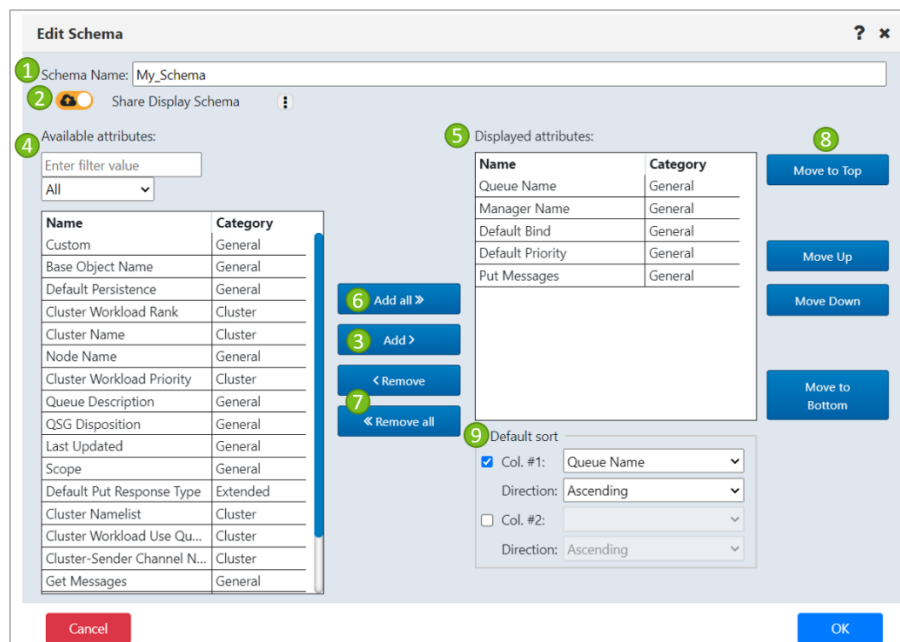 Edit Schema ? ×
1 Schema Name: My_Schema
2 Share Display Schema
4 Available attributes:
Enter filter value
All
Name Category
Custom General
Base Object Name General
Default Persistence General
Cluster Workload Rank Cluster
Cluster Name Cluster
Node Name General
Cluster Workload Priority Cluster
Queue Description General
QSG Disposition General
Last Updated General
Scope General
Default Put Response Type Extended
Cluster Namelist Cluster
Cluster Workload Use Qu... Cluster
Cluster-Sender Channel N... Cluster
Get Messages General
6 Add all »
3 Add >
< Remove
7
« Remove all
5 Displayed attributes:
Name Category
Queue Name General
Manager Name General
Default Bind General
Default Priority General
Put Messages General
8
Move to Top
Move Up
Move Down
Move to
Bottom
9 Default sort
Col. #1: Queue Name
Direction: Ascending
Col. #2:
Direction: Ascending
Cancel OK